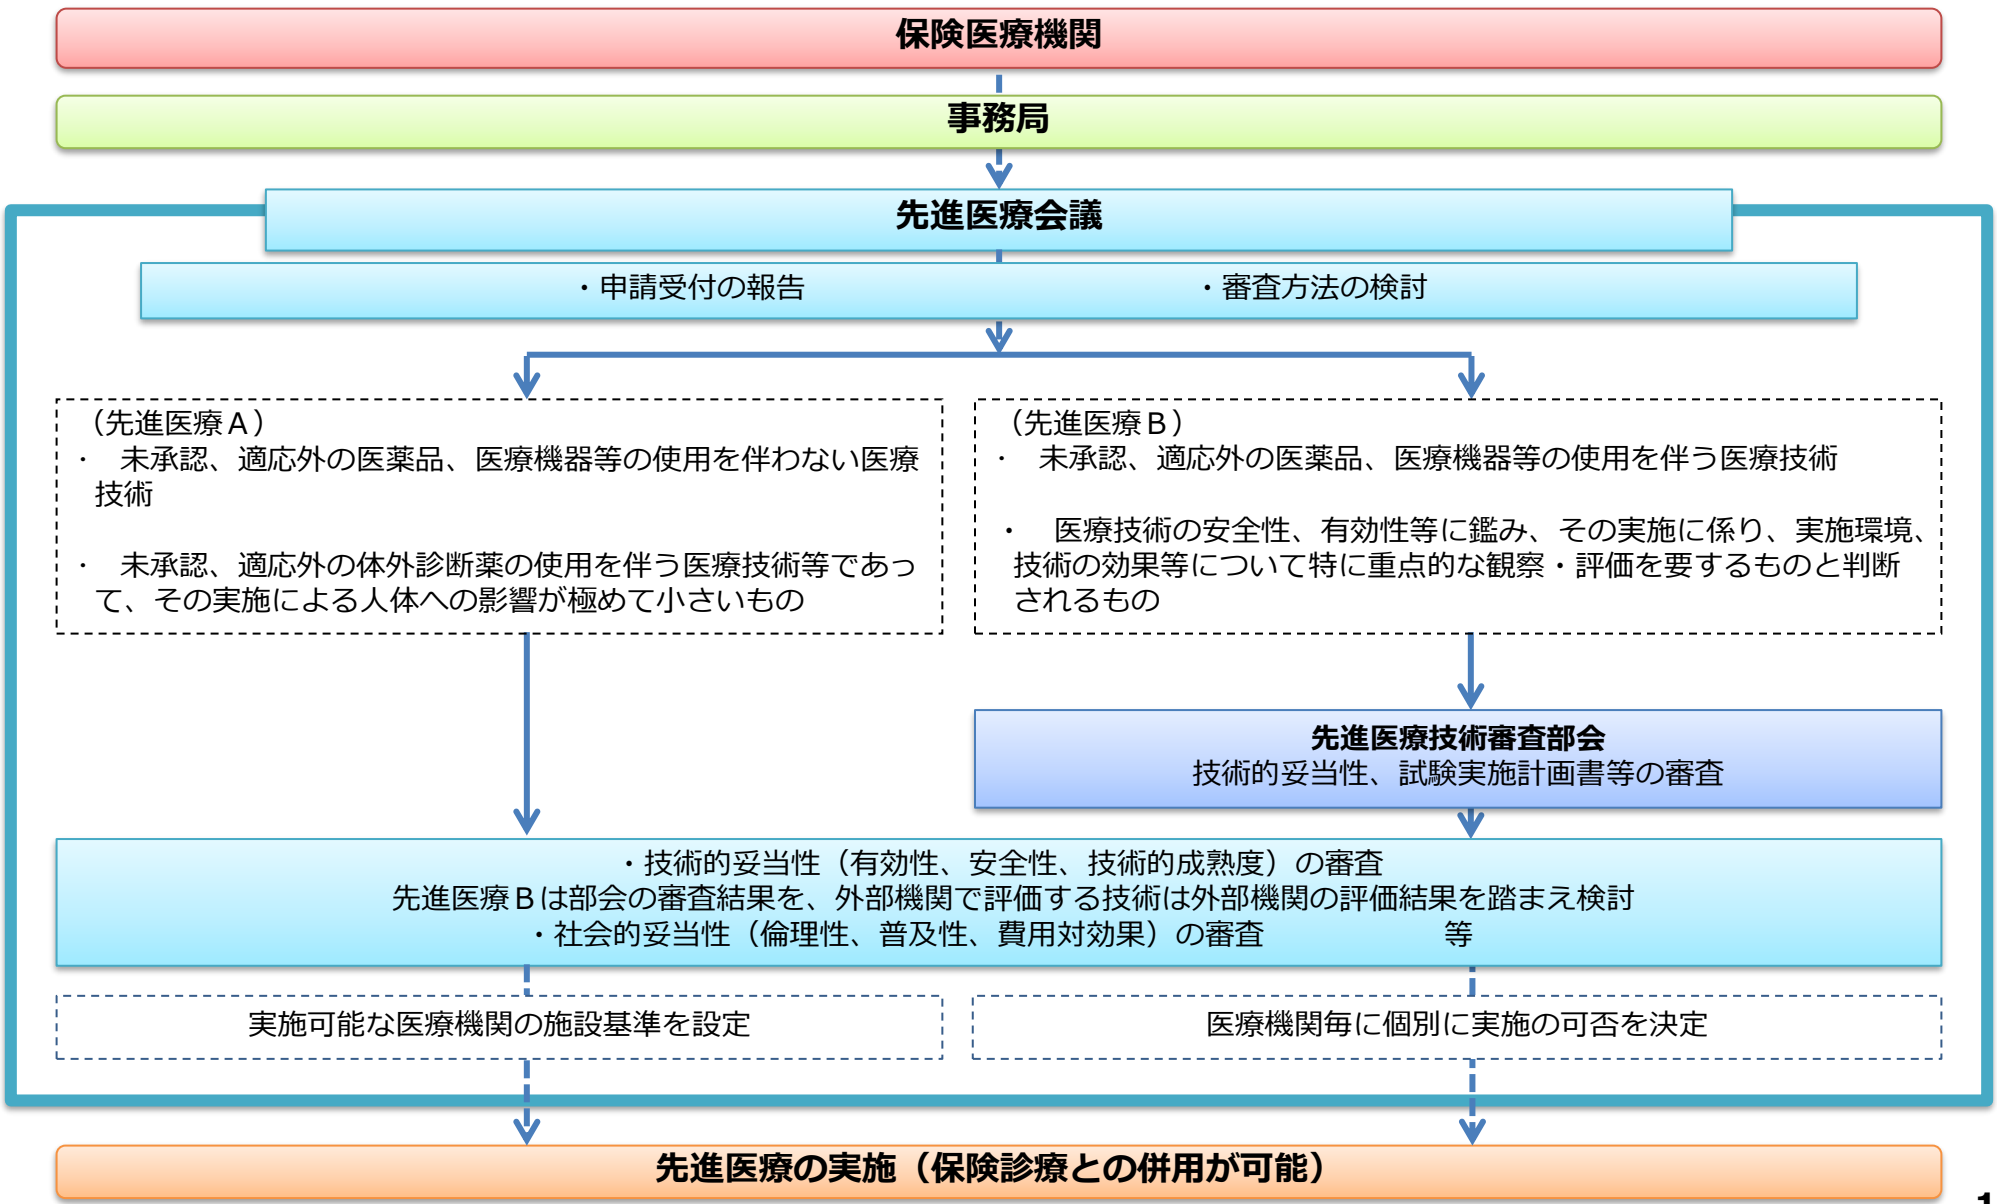 保険医療機関
事務局
先進医療会議
・申請受付の報告　・審査方法の検討
（先進医療Ａ）
・　未承認、適応外の医薬品、医療機器等の使用を伴わない医療
技術
・　未承認、適応外の体外診断薬の使用を伴う医療技術等であっ
て、その実施による人体への影響が極めて小さいもの
（先進医療Ｂ）
・　未承認、適応外の医薬品、医療機器等の使用を伴う医療技術
・　医療技術の安全性、有効性等に鑑み、その実施に係り、実施環境、
技術の効果等について特に重点的な観察・評価を要するものと判断
されるもの
先進医療技術審査部会
技術的妥当性、試験実施計画書等の審査
・技術的妥当性（有効性、安全性、技術的成熟度）の審査
先進医療Ｂは部会の審査結果を、外部機関で評価する技術は外部機関の評価結果を踏まえ検討
・社会的妥当性（倫理性、普及性、費用対効果）の審査　等
実施可能な医療機関の施設基準を設定
医療機関毎に個別に実施の可否を決定
先進医療の実施（保険診療との併用が可能）